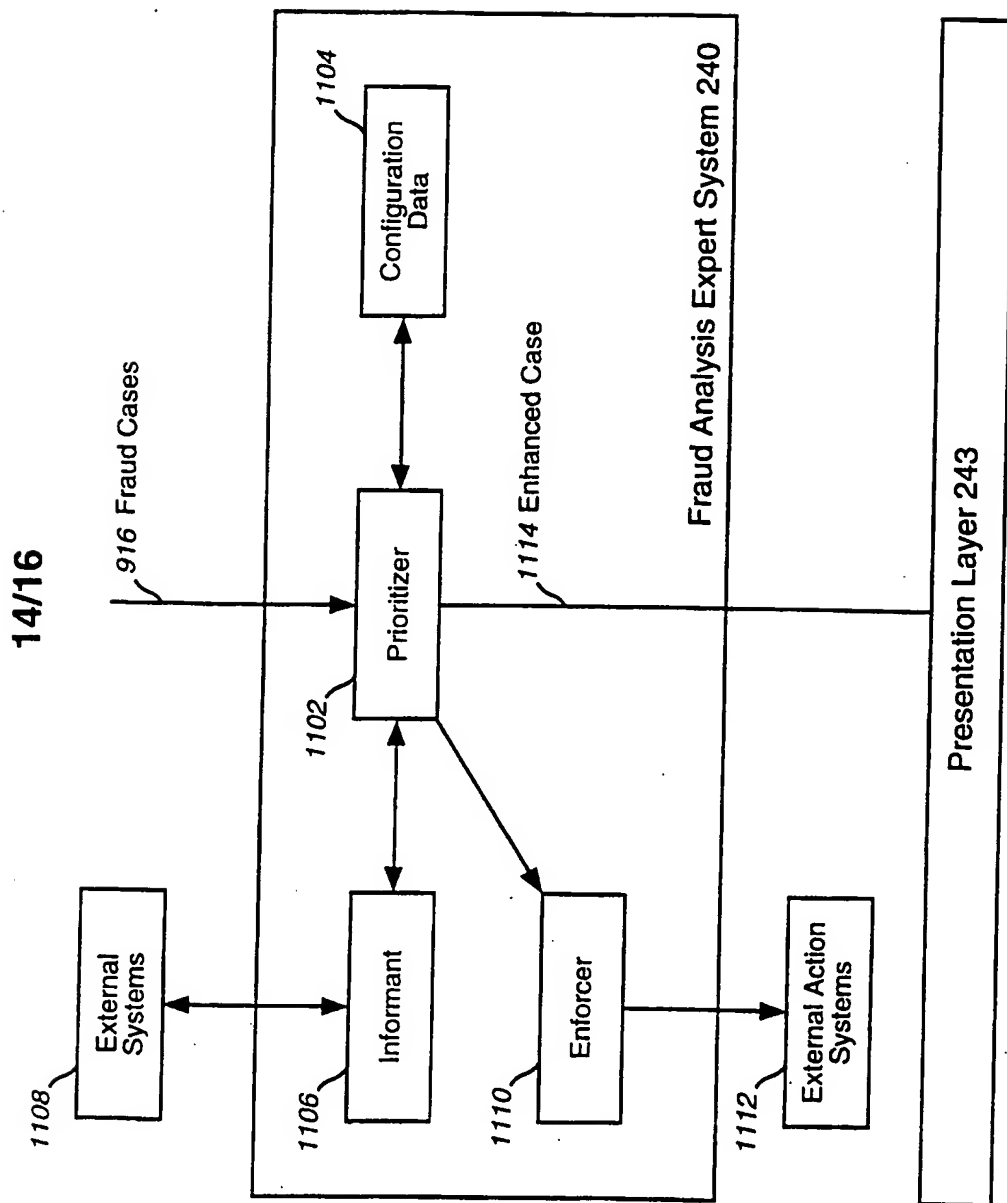 14/16
916 Fraud Cases
1108
External
Systems
1106
Informant
1102
Prioritizer
1104
Configuration
Data
1110
Enforcer
1114 Enhanced Case
Fraud Analysis Expert System 240
1112
External Action
Systems
Presentation Layer 243